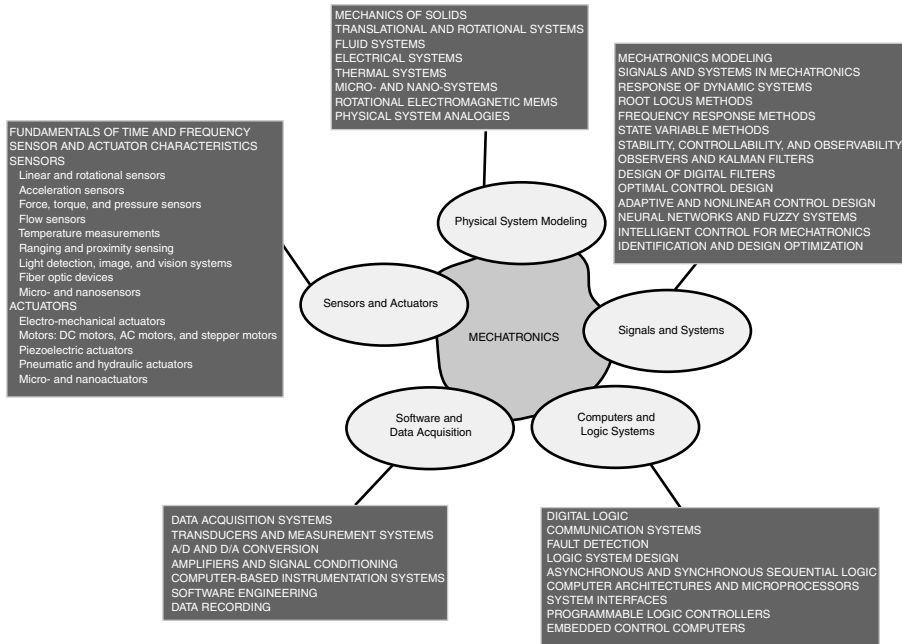 MECHANICS OF SOLIDS
TRANSLATIONAL AND ROTATIONAL SYSTEMS
FLUID SYSTEMS
ELECTRICAL SYSTEMS
THERMAL SYSTEMS
MICRO- AND NANO-SYSTEMS
ROTATIONAL ELECTROMAGNETIC MEMS
PHYSICAL SYSTEM ANALOGIES
MECHATRONICS MODELING
SIGNALS AND SYSTEMS IN MECHATRONICS
RESPONSE OF DYNAMIC SYSTEMS
ROOT LOCUS METHODS
FREQUENCY RESPONSE METHODS
STATE VARIABLE METHODS
STABILITY, CONTROLLABILITY, AND OBSERVABILITY
OBSERVERS AND KALMAN FILTERS
DESIGN OF DIGITAL FILTERS
OPTIMAL CONTROL DESIGN
ADAPTIVE AND NONLINEAR CONTROL DESIGN
NEURAL NETWORKS AND FUZZY SYSTEMS
INTELLIGENT CONTROL FOR MECHATRONICS
IDENTIFICATION AND DESIGN OPTIMIZATION
FUNDAMENTALS OF TIME AND FREQUENCY
SENSOR AND ACTUATOR CHARACTERISTICS
SENSORS
Linear and rotational sensors
Acceleration sensors
Force, torque, and pressure sensors
Flow sensors
Temperature measurements
Ranging and proximity sensing
Light detection, image, and vision systems
Fiber optic devices
Micro- and nanosensors
ACTUATORS
Electro-mechanical actuators
Motors: DC motors, AC motors, and stepper motors
Piezoelectric actuators
Pneumatic and hydraulic actuators
Micro- and nanoactuators
Physical System Modeling
Sensors and Actuators
MECHATRONICS
Signals and Systems
Software and
Data Acquisition
Computers and
Logic Systems
DATA ACQUISITION SYSTEMS
TRANSDUCERS AND MEASUREMENT SYSTEMS
A/D AND D/A CONVERSION
AMPLIFIERS AND SIGNAL CONDITIONING
COMPUTER-BASED INSTRUMENTATION SYSTEMS
SOFTWARE ENGINEERING
DATA RECORDING
DIGITAL LOGIC
COMMUNICATION SYSTEMS
FAULT DETECTION
LOGIC SYSTEM DESIGN
ASYNCHRONOUS AND SYNCHRONOUS SEQUENTIAL LOGIC
COMPUTER ARCHITECTURES AND MICROPROCESSORS
SYSTEM INTERFACES
PROGRAMMABLE LOGIC CONTROLLERS
EMBEDDED CONTROL COMPUTERS